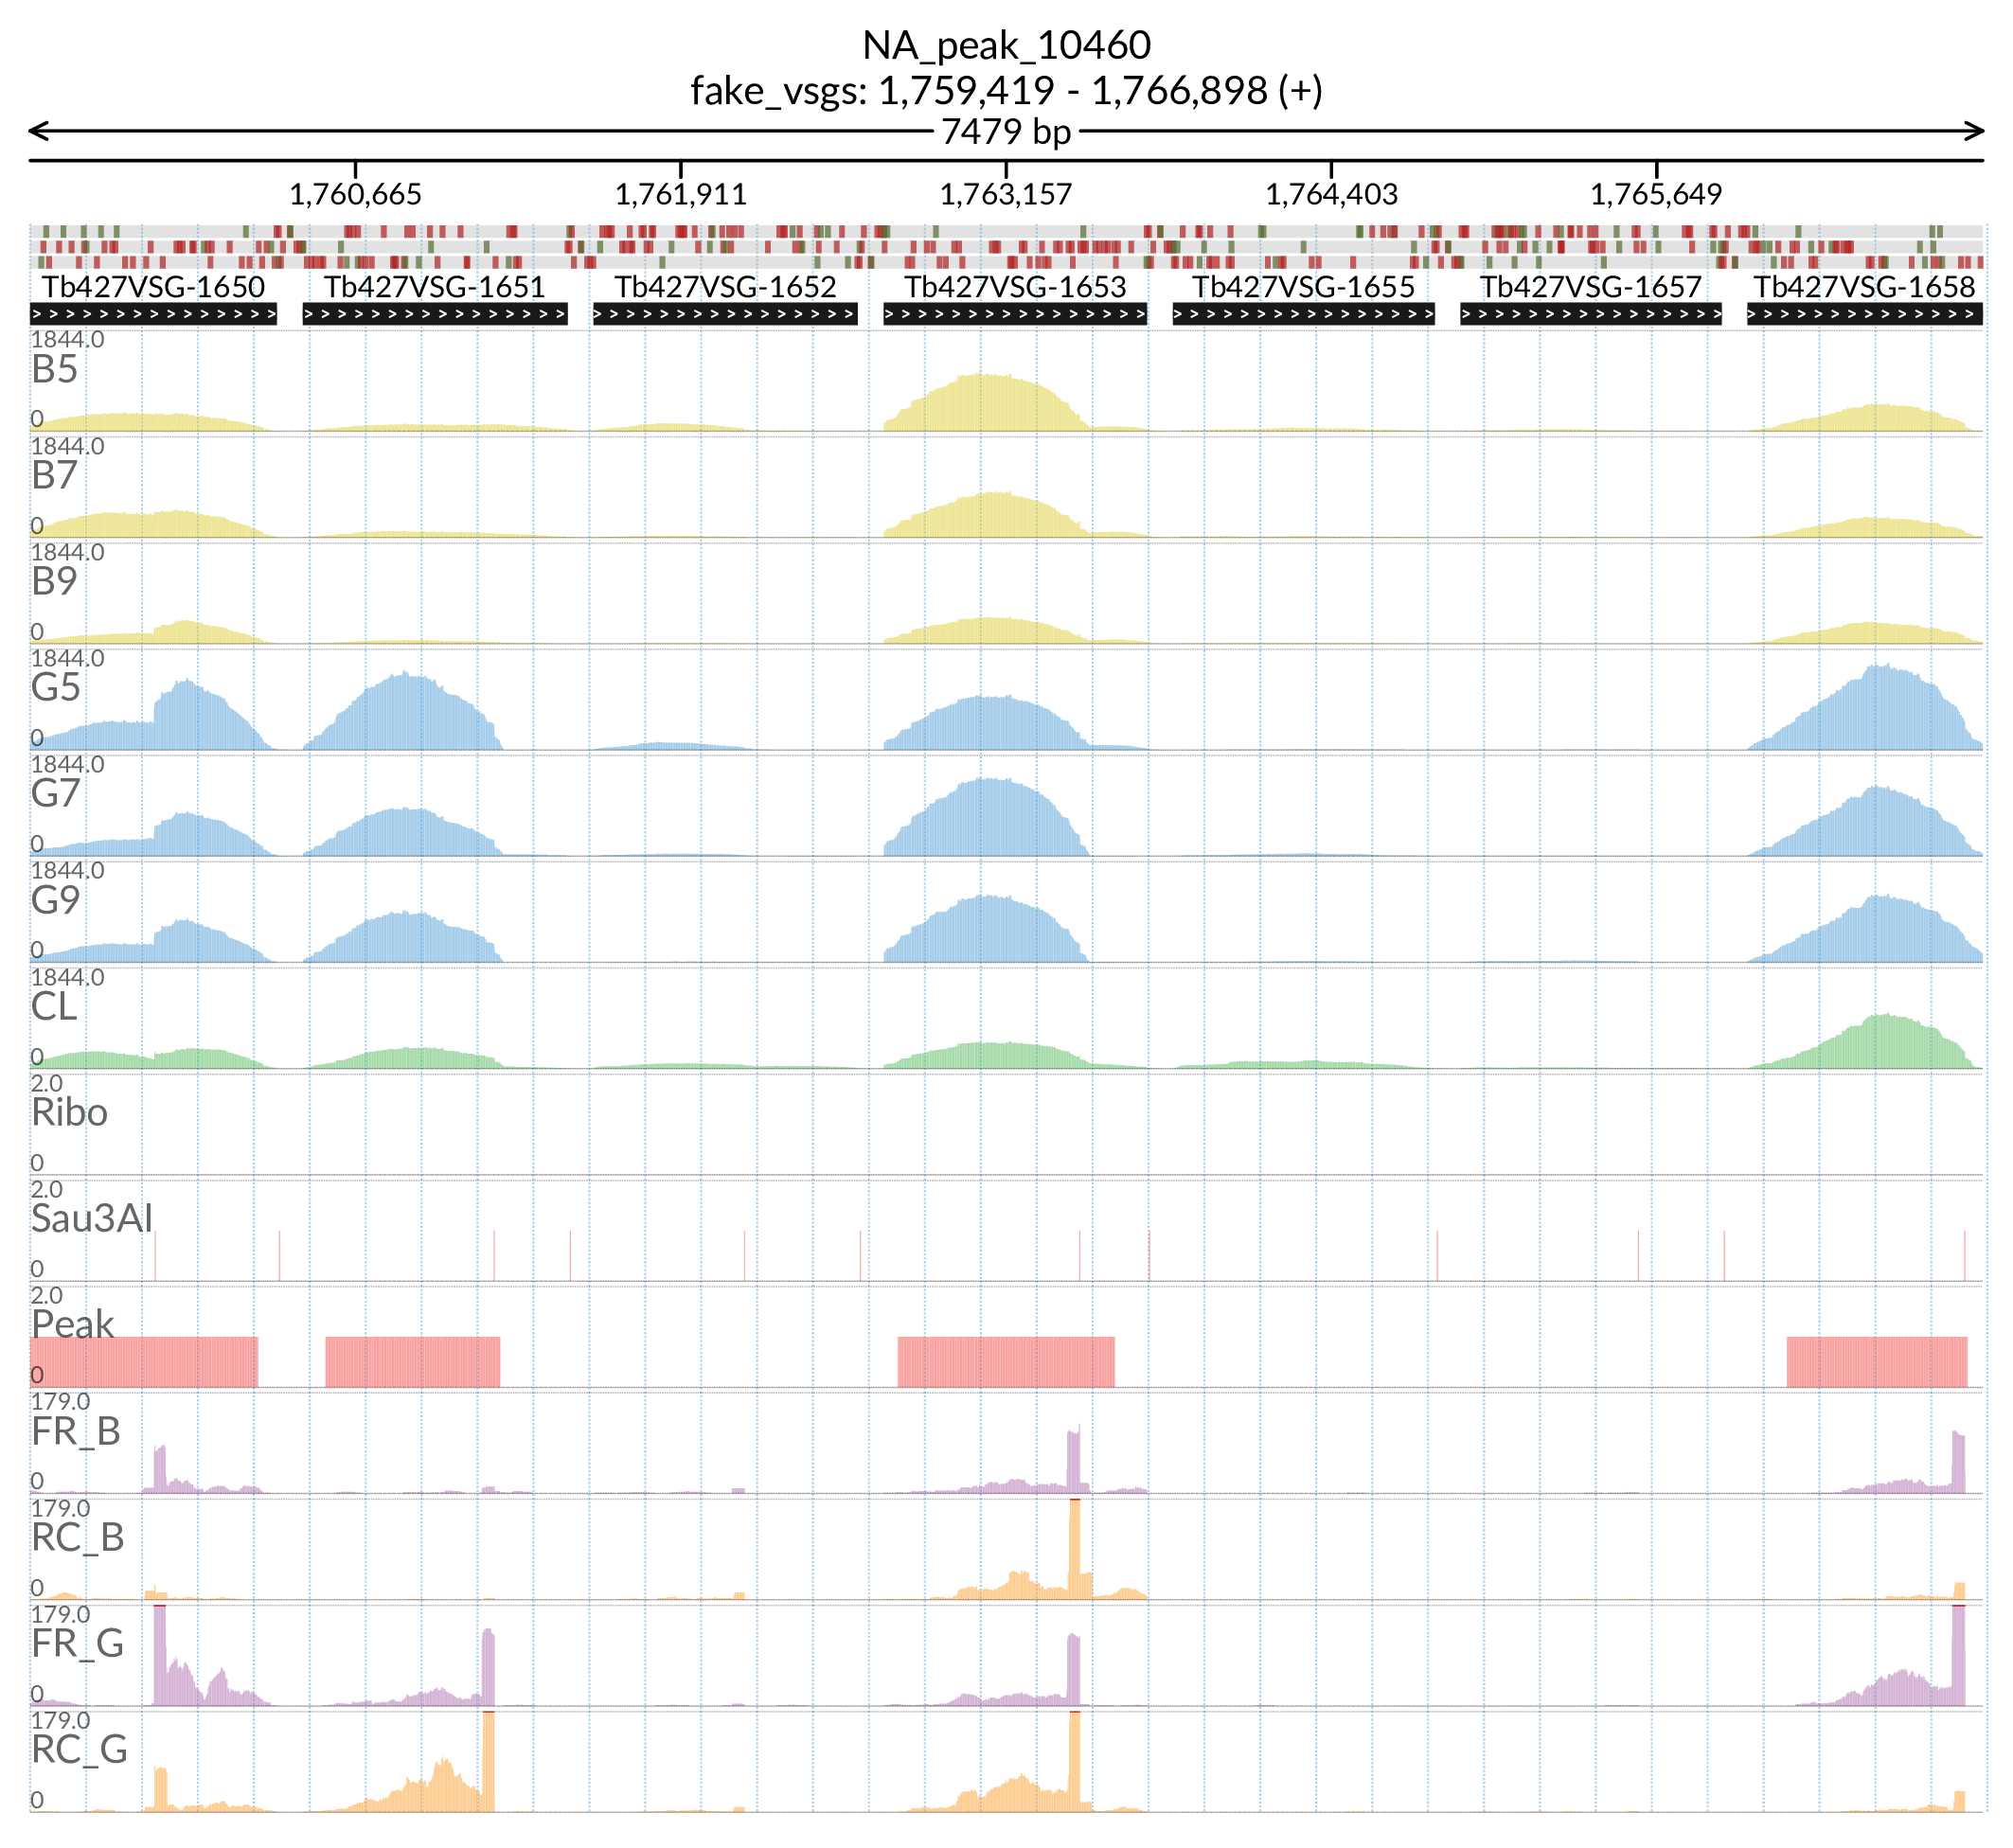 NA_peak_10460
fake_vsgs: 1,759,419 - 1,766,898 (+)
7479 bp
1,760,665 1,761,911 1,763,157 1,764,403 1,765,649
Tb427VSG-1650 Tb427VSG-1651 Tb427VSG-1652 Tb427VSG-1653 Tb427VSG-1655 Tb427VSG-1657 Tb427VSG-1658
1844.0
B5
0
1844.0
B7
0
1844.0
B9
0
1844.0
G5
0
1844.0
G7
0
1844.0
G9
0
1844.0
CL
0
2.0
Ribo
0
2.0
Sau3AI
0
2.0
Peak
0
179.0
FR_B
0
179.0
RC_B
0
179.0
FR_G
0
179.0
RC_G
0